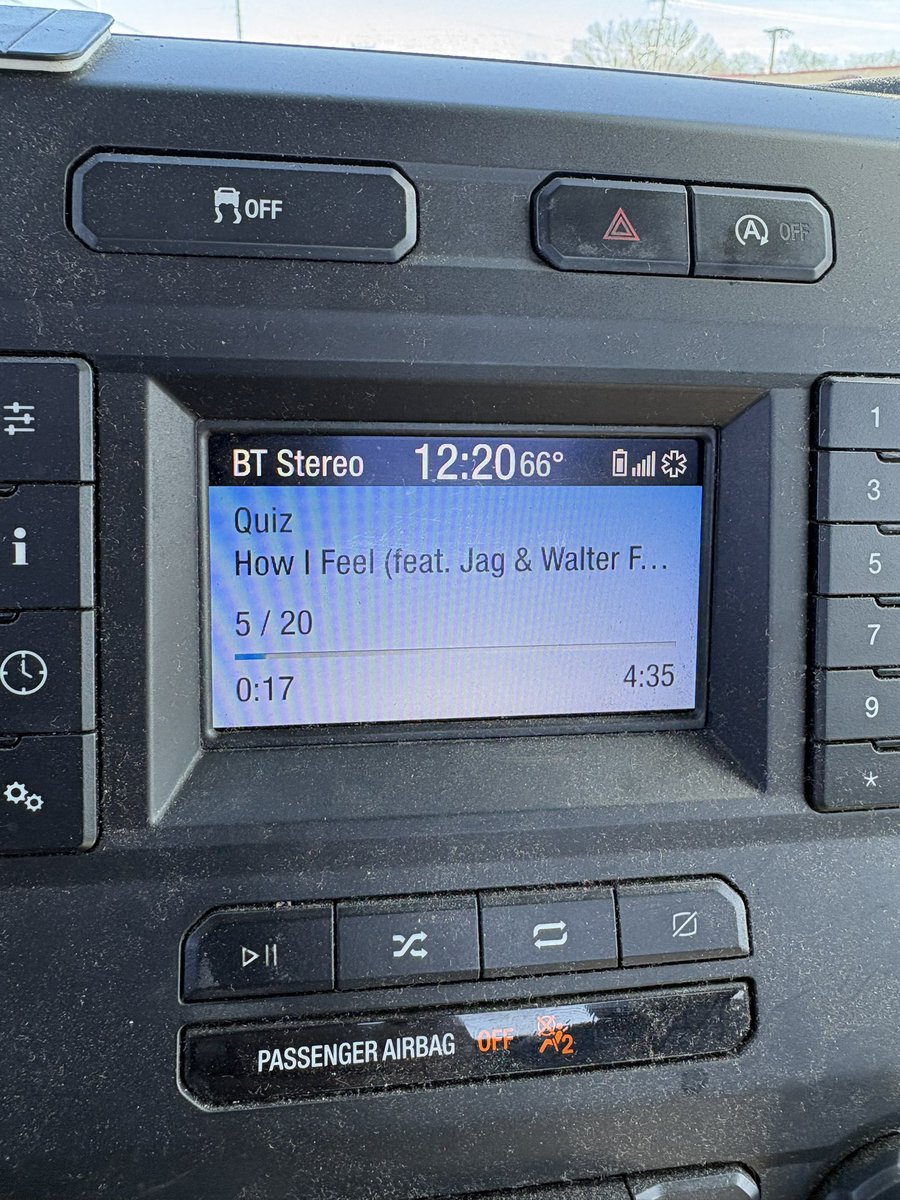 OFF
A OFF
BT Stereo 12:20 66°
Quiz
How I Feel (feat. Jag & Walter F...
5 / 20
0:17 4:35
i
1
3
5
7
9
*
PASSENGER AIRBAG OFF 2